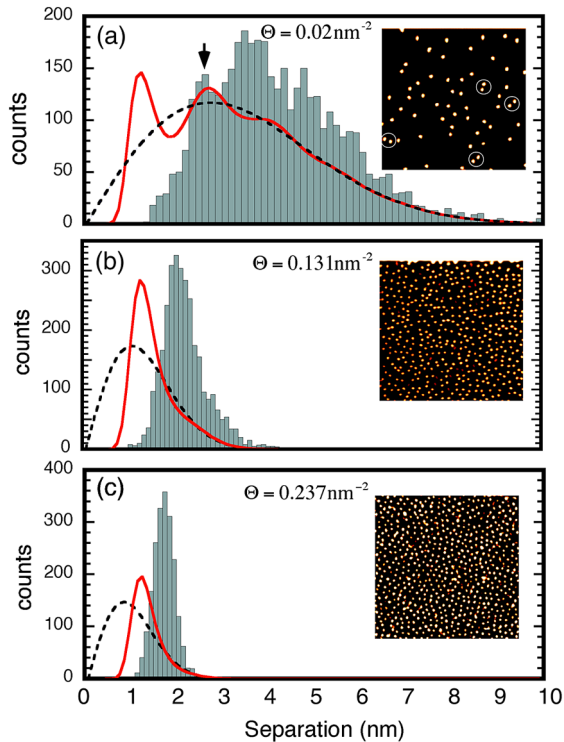 200
(a)
Θ = 0.02nm⁻²
150
counts
100
50
0
(b)
Θ = 0.131nm⁻²
300
counts
200
100
0
400
(c)
Θ = 0.237nm⁻²
300
counts
200
100
0
0 1 2 3 4 5 6 7 8 9 10
Separation (nm)